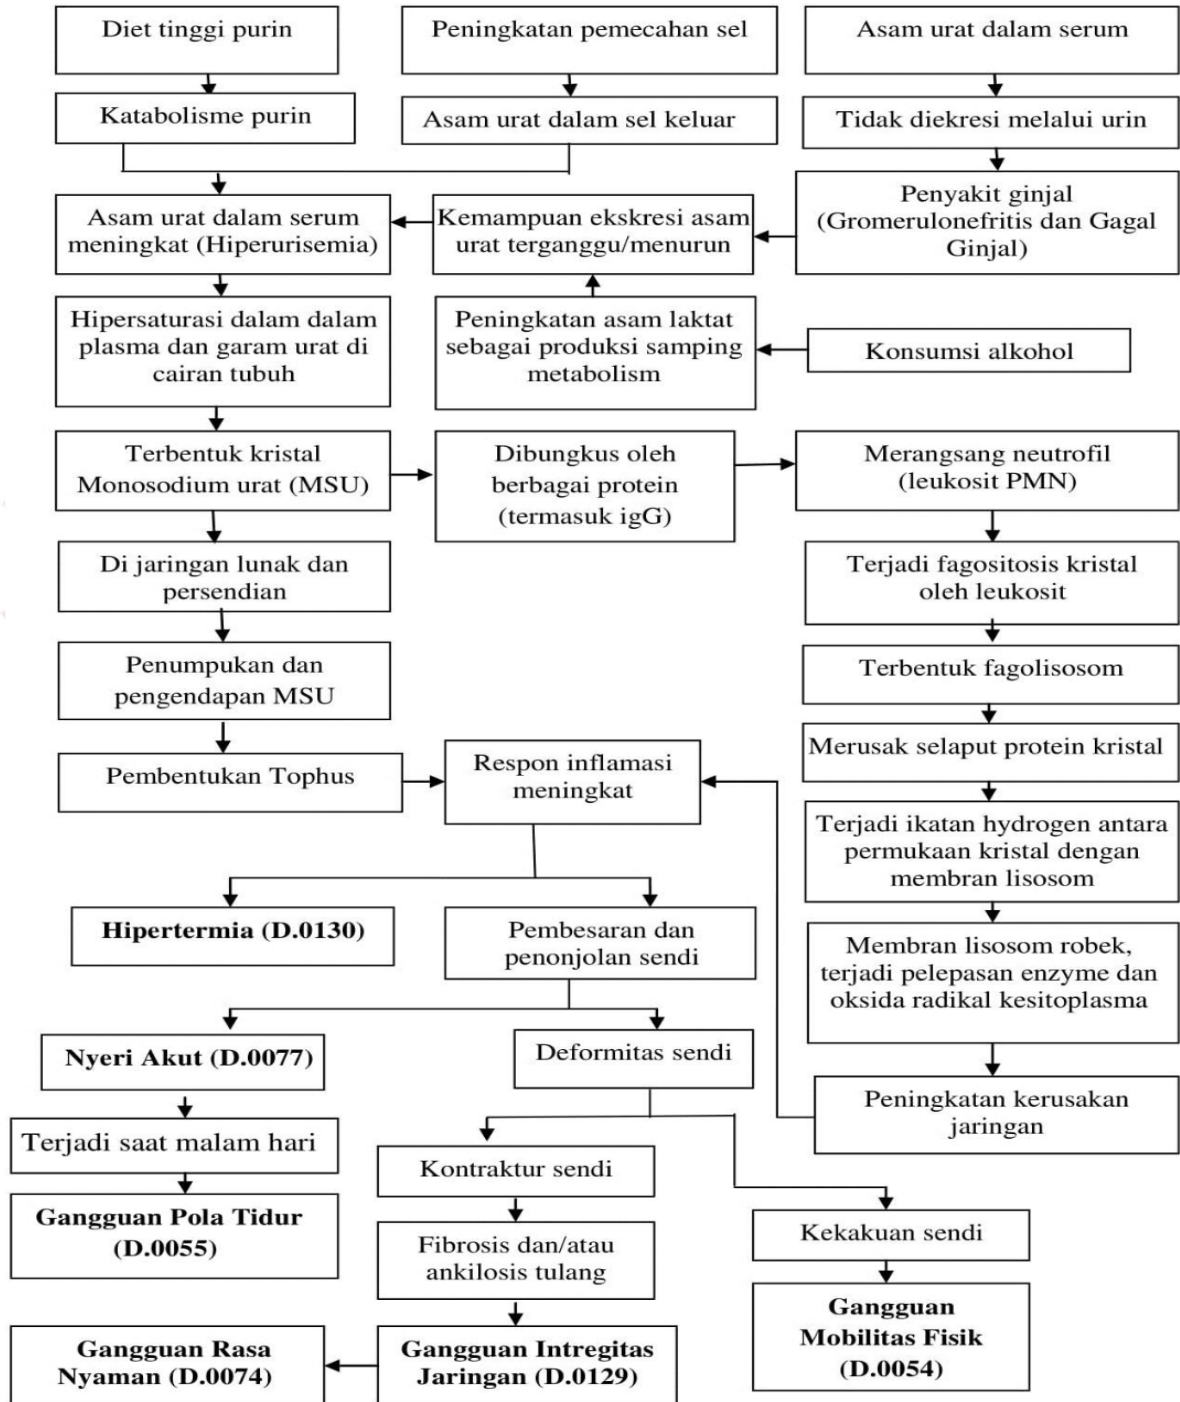 Diet tinggi purin
Peningkatan pemecahan sel
Asam urat dalam serum
Katabolisme purin
Asam urat dalam sel keluar
Tidak diekresi melalui urin
Asam urat dalam serum
meningkat (Hiperurisemia)
Kemampuan ekskresi asam
urat terganggu/menurun
Penyakit ginjal
(Gromerulonefritis dan Gagal
Ginjal)
Hipersaturasi dalam dalam
plasma dan garam urat di
cairan tubuh
Peningkatan asam laktat
sebagai produksi samping
metabolism
Konsumsi alkohol
Terbentuk kristal
Monosodium urat (MSU)
Dibungkus oleh
berbagai protein
(termasuk igG)
Merangsang neutrofil
(leukosit PMN)
Di jaringan lunak dan
persendian
Terjadi fagositosis kristal
oleh leukosit
Penumpukan dan
pengendapan MSU
Terbentuk fagolisosom
Pembentukan Tophus
Respon inflamasi
meningkat
Merusak selaput protein kristal
Terjadi ikatan hydrogen antara
permukaan kristal dengan
membran lisosom
Hipertermia (D.0130)
Pembesaran dan
penonjolan sendi
Membran lisosom robek,
terjadi pelepasan enzyme dan
oksida radikal kesitoplasma
Nyeri Akut (D.0077)
Deformitas sendi
Peningkatan kerusakan
jaringan
Terjadi saat malam hari
Kontraktur sendi
Gangguan Pola Tidur
(D.0055)
Fibrosis dan/atau
ankilosis tulang
Kekakuan sendi
Gangguan Rasa
Nyaman (D.0074)
Gangguan Intregitas
Jaringan (D.0129)
Gangguan
Mobilitas Fisik
(D.0054)